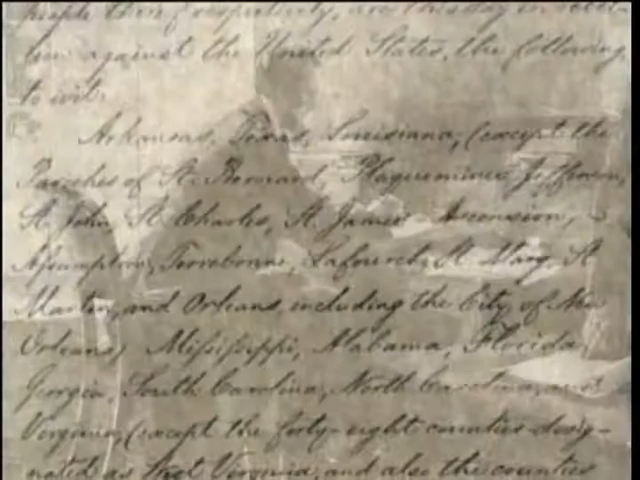 people thereof respectively, are this day in rebel-
lion against the United States, the following,
to wit:
Arkansas, Texas, Louisiana, (except the
Parishes of St. Bernard, Plaquemines, Jefferson,
St. John, St. Charles, St. James, Ascension,
Assumption, Terrebonne, Lafourche, St. Mary, St.
Martin, and Orleans, including the City of New
Orleans) Mississippi, Alabama, Florida,
Georgia, South Carolina, North Carolina, and
Virginia, (except the forty-eight counties desig-
nated as West Virginia, and also the counties